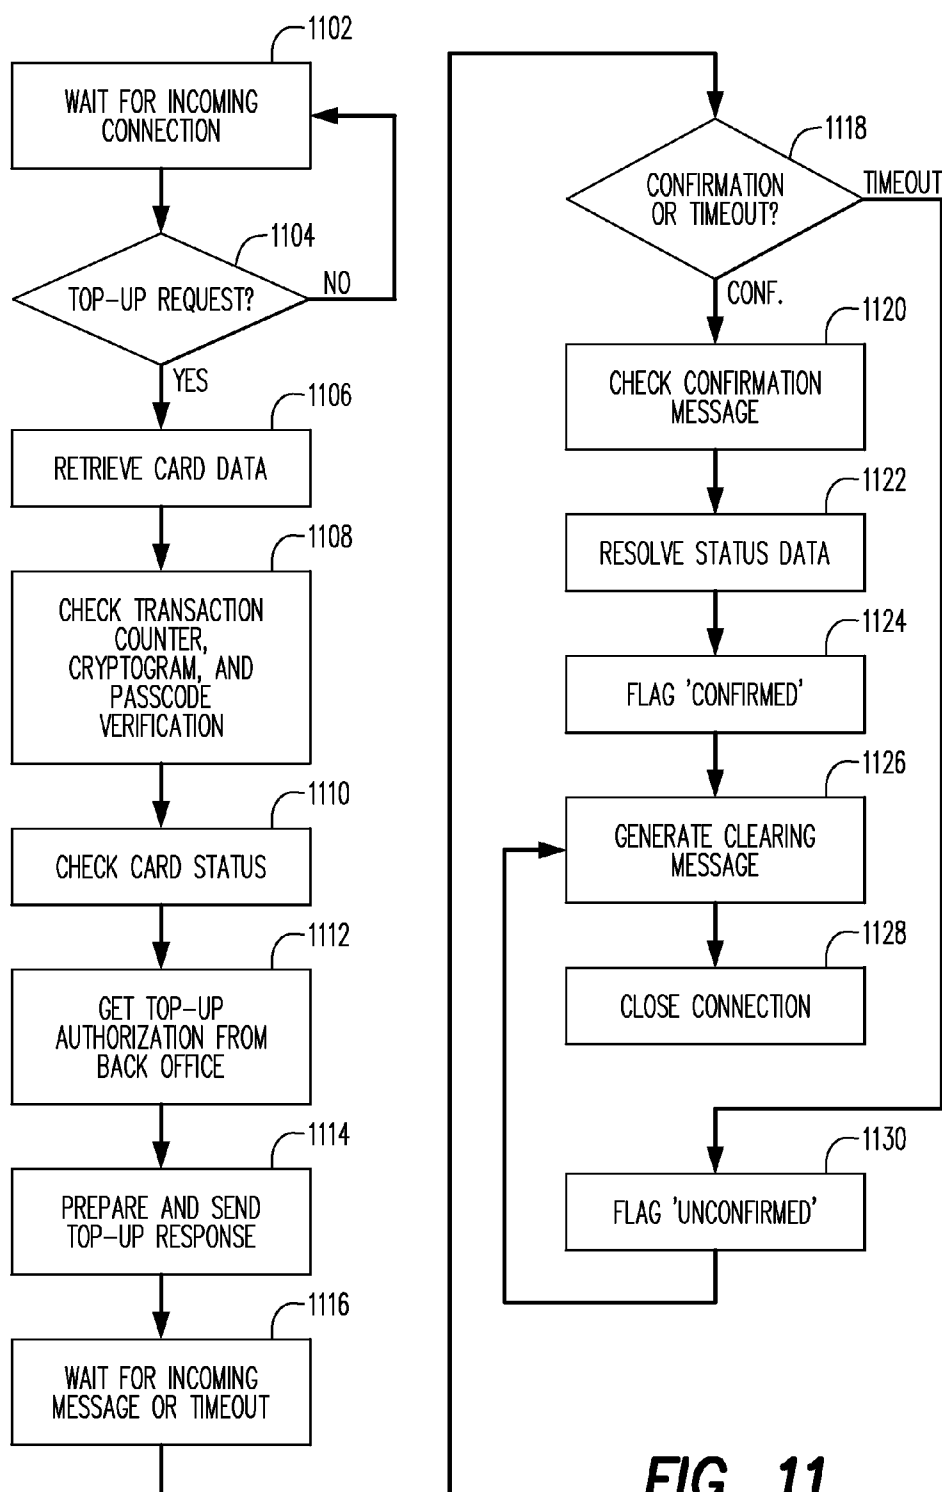 1102
WAIT FOR INCOMING
CONNECTION
1104
TOP-UP REQUEST?
NO
YES
1106
RETRIEVE CARD DATA
1108
CHECK TRANSACTION
COUNTER,
CRYPTOGRAM, AND
PASSCODE
VERIFICATION
1110
CHECK CARD STATUS
1112
GET TOP-UP
AUTHORIZATION FROM
BACK OFFICE
1114
PREPARE AND SEND
TOP-UP RESPONSE
1116
WAIT FOR INCOMING
MESSAGE OR TIMEOUT
1118
CONFIRMATION
OR TIMEOUT?
TIMEOUT
CONF.
1120
CHECK CONFIRMATION
MESSAGE
1122
RESOLVE STATUS DATA
1124
FLAG 'CONFIRMED'
1126
GENERATE CLEARING
MESSAGE
1128
CLOSE CONNECTION
1130
FLAG 'UNCONFIRMED'
FIG. 11